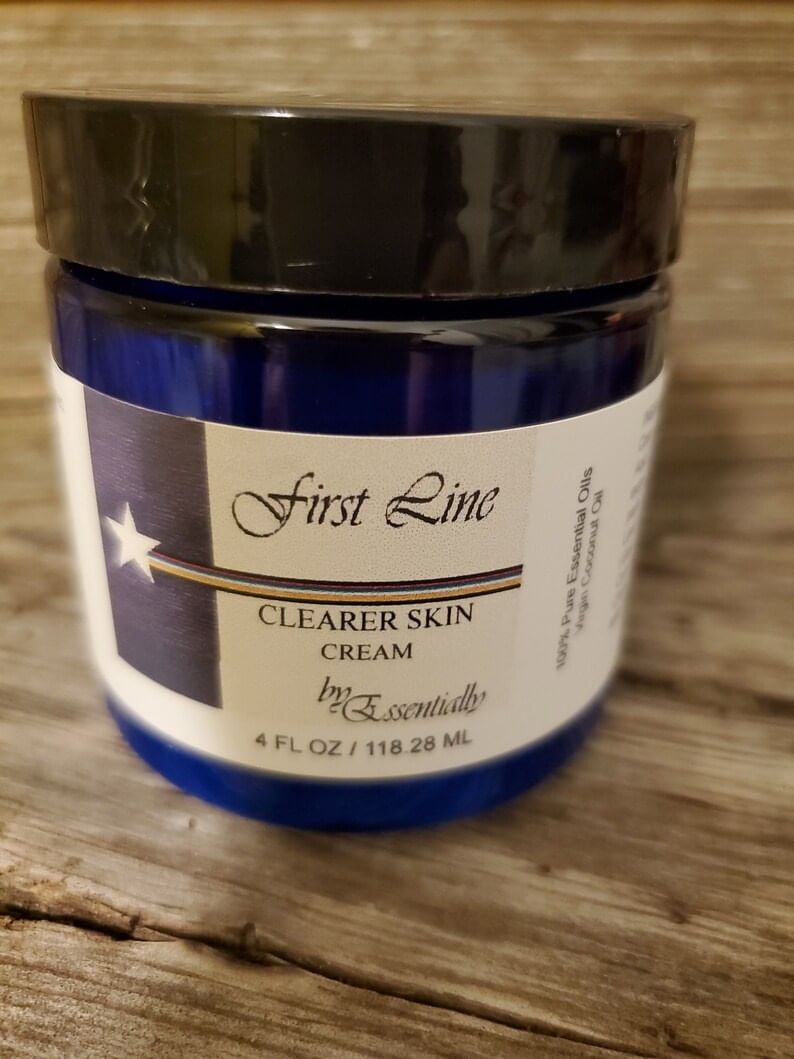 First Line
CLEARER SKIN
CREAM
by Essentially
4 FL OZ / 118.28 ML
100% Pure Essential Oils
Virgin Coconut Oil